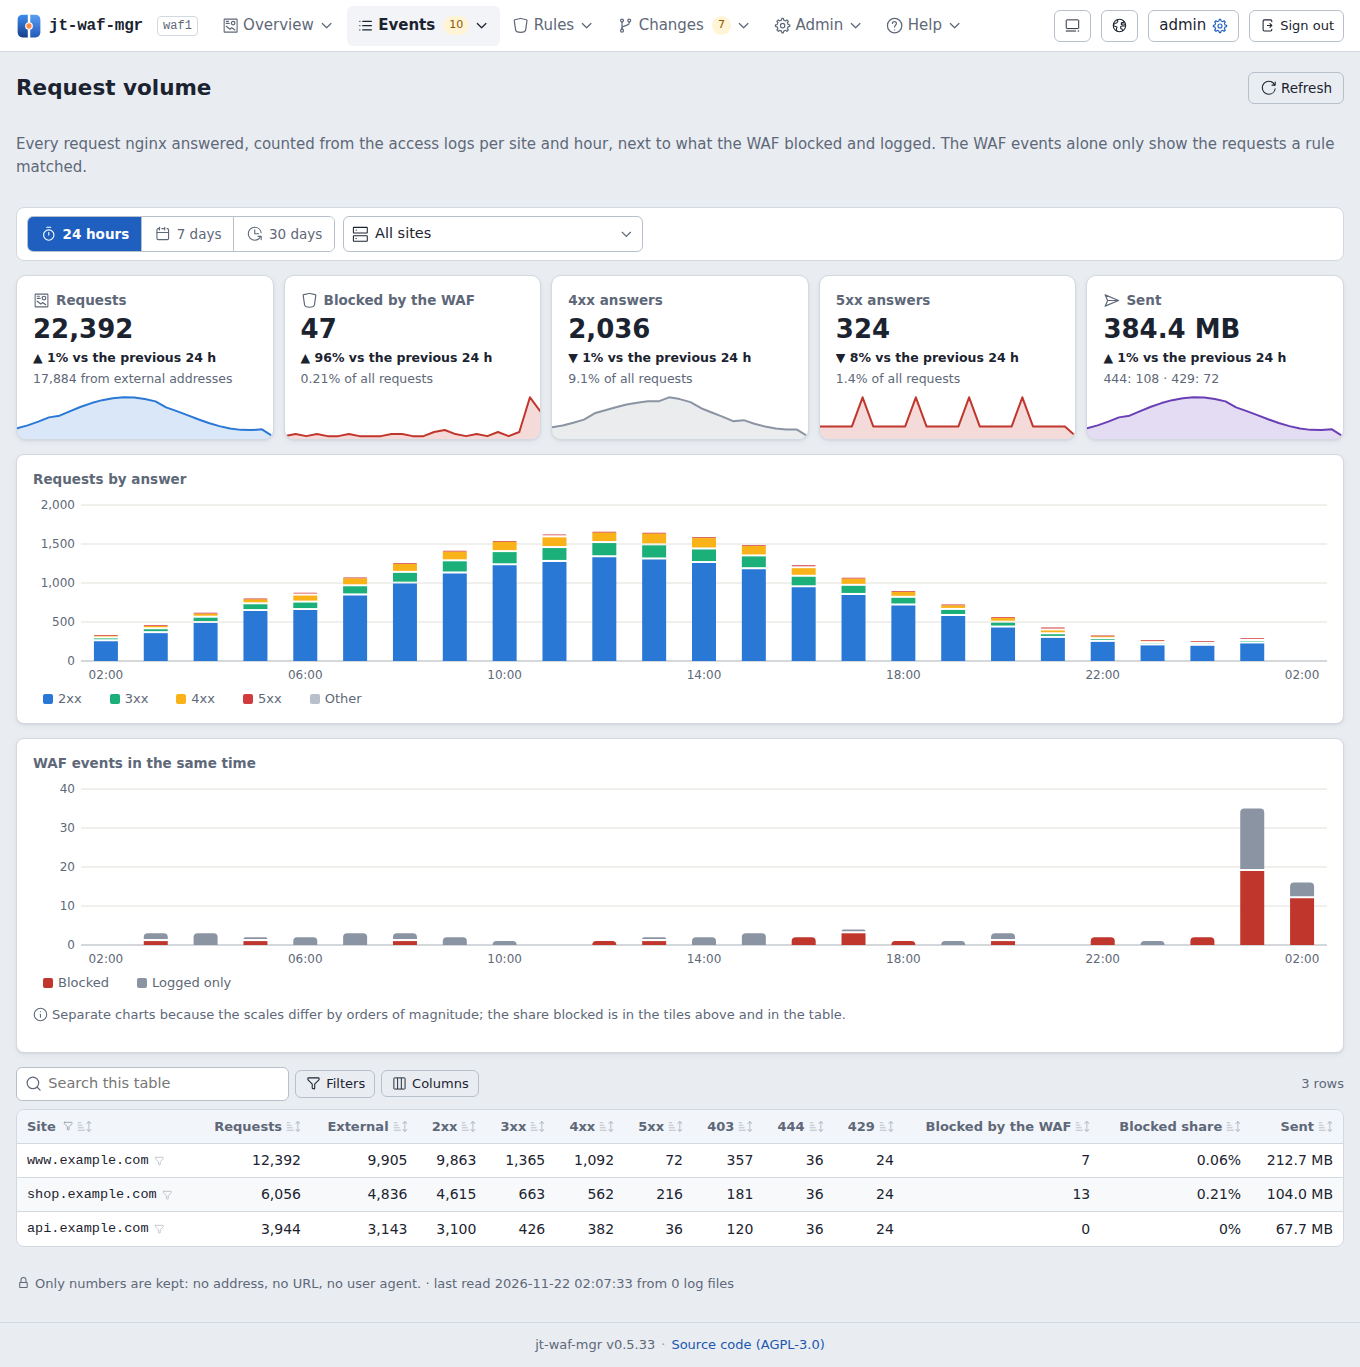 jt-waf-mgr waf1 Overview Events 10 Rules Changes 7 Admin Help admin Sign out
Request volume
Refresh
Every request nginx answered, counted from the access logs per site and hour, next to what the WAF blocked and logged. The WAF events alone only show the requests a rule
matched.
24 hours 7 days 30 days All sites
Requests
22,392
▲ 1% vs the previous 24 h
17,884 from external addresses
Blocked by the WAF
47
▲ 96% vs the previous 24 h
0.21% of all requests
4xx answers
2,036
▼ 1% vs the previous 24 h
9.1% of all requests
5xx answers
324
▼ 8% vs the previous 24 h
1.4% of all requests
Sent
384.4 MB
▲ 1% vs the previous 24 h
444: 108 · 429: 72
Requests by answer
2,000
1,500
1,000
500
0
02:00 06:00 10:00 14:00 18:00 22:00 02:00
2xx 3xx 4xx 5xx Other
WAF events in the same time
40
30
20
10
0
02:00 06:00 10:00 14:00 18:00 22:00 02:00
Blocked Logged only
Separate charts because the scales differ by orders of magnitude; the share blocked is in the tiles above and in the table.
Search this table Filters Columns 3 rows
Site Requests External 2xx 3xx 4xx 5xx 403 444 429 Blocked by the WAF Blocked share Sent
www.example.com 12,392 9,905 9,863 1,365 1,092 72 357 36 24 7 0.06% 212.7 MB
shop.example.com 6,056 4,836 4,615 663 562 216 181 36 24 13 0.21% 104.0 MB
api.example.com 3,944 3,143 3,100 426 382 36 120 36 24 0 0% 67.7 MB
Only numbers are kept: no address, no URL, no user agent. · last read 2026-11-22 02:07:33 from 0 log files
jt-waf-mgr v0.5.33 · Source code (AGPL-3.0)